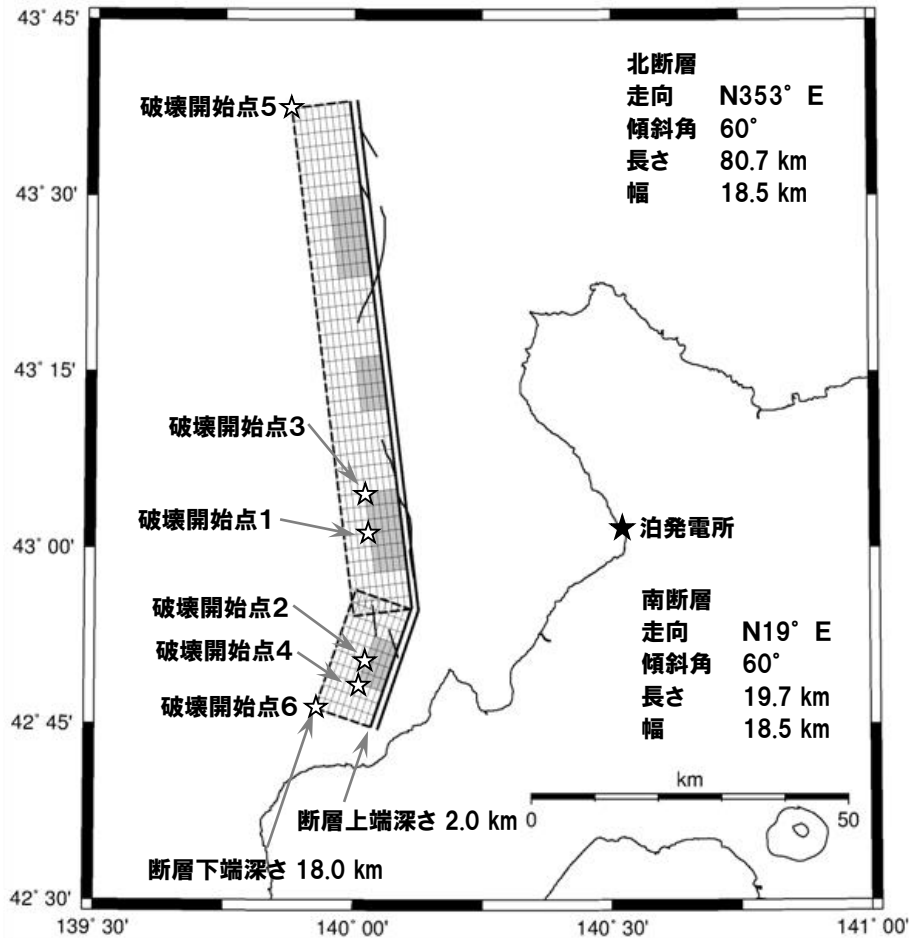 43° 45'
43° 30'
43° 15'
43° 00'
42° 45'
42° 30'
139° 30'
140° 00'
140° 30'
141° 00'
北断層
走向 N353° E
傾斜角 60°
長さ 80.7 km
幅 18.5 km
破壊開始点5
破壊開始点3
破壊開始点1
泊発電所
破壊開始点2
破壊開始点4
破壊開始点6
南断層
走向 N19° E
傾斜角 60°
長さ 19.7 km
幅 18.5 km
km
0 50
断層上端深さ 2.0 km
断層下端深さ 18.0 km